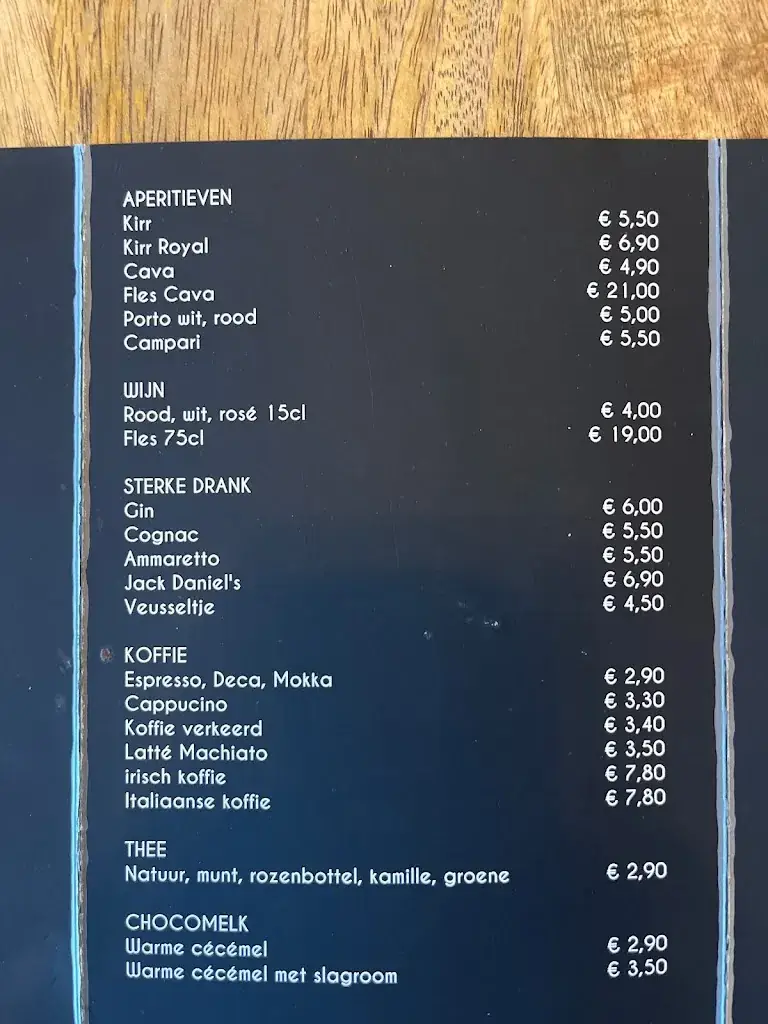 APERITIEVEN
Kirr € 5,50
Kirr Royal € 6,90
Cava € 4,90
Fles Cava € 21,00
Porto wit, rood € 5,00
Campari € 5,50
WIJN
Rood, wit, rosé 15cl € 4,00
Fles 75cl € 19,00
STERKE DRANK
Gin € 6,00
Cognac € 5,50
Ammaretto € 5,50
Jack Daniel's € 6,90
Veusseltje € 4,50
KOFFIE
Espresso, Deca, Mokka € 2,90
Cappucino € 3,30
Koffie verkeerd € 3,40
Latté Machiato € 3,50
irisch koffie € 7,80
Italiaanse koffie € 7,80
THEE
Natuur, munt, rozenbottel, kamille, groene € 2,90
CHOCOMELK
Warme cécémel € 2,90
Warme cécémel met slagroom € 3,50